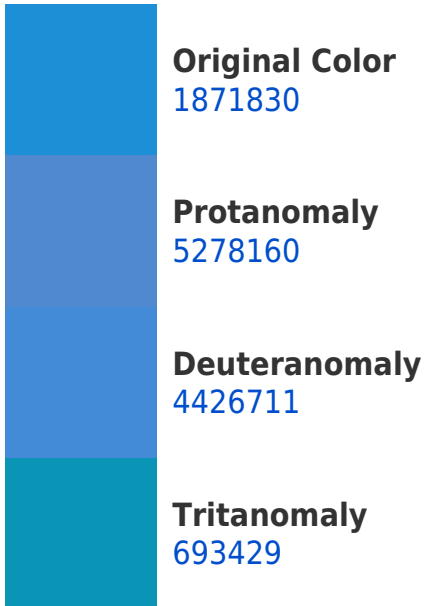 Original Color
1871830
Protanomaly
5278160
Deuteranomaly
4426711
Tritanomaly
693429